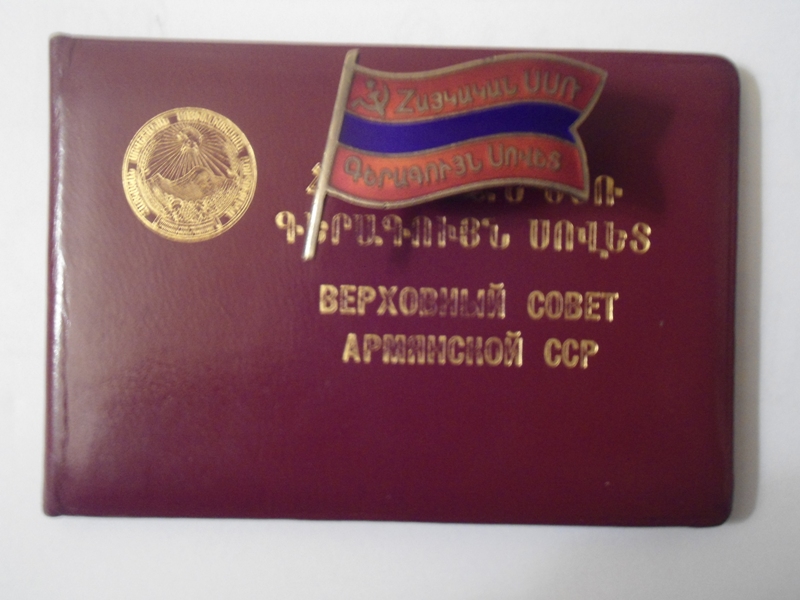 Հայկական ՍՍՌ
Գերագույն Սովետ
ԳԵՐԱԳՈՒՅՆ ՍՈՎԵՏ
ВЕРХОВНЫЙ СОВЕТ
АРМЯНСКОЙ ССР